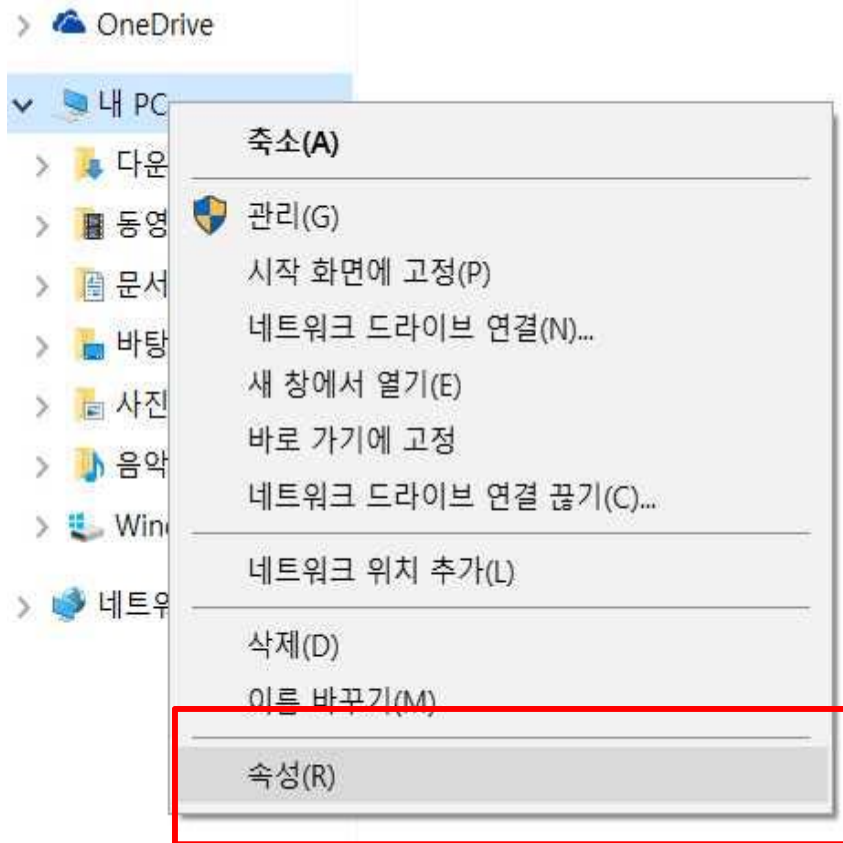 OneDrive
내 PC
축소(A)
다운
관리(G)
동영
시작 화면에 고정(P)
문서
네트워크 드라이브 연결(N)...
바탕
새 창에서 열기(E)
사진
바로 가기에 고정
음악
네트워크 드라이브 연결 끊기(C)...
Win
네트워크 위치 추가(L)
네트
삭제(D)
이름 바꾸기(M)
속성(R)